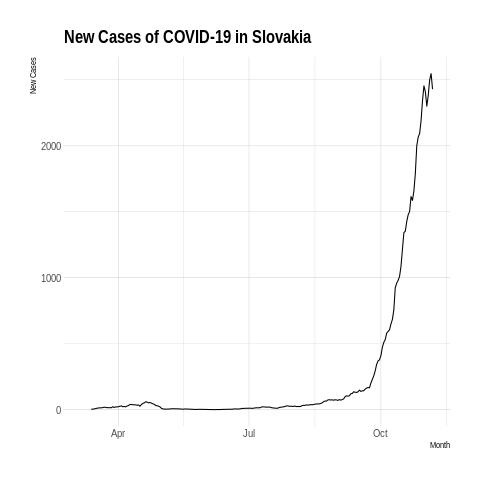 New Cases of COVID-19 in Slovakia
New Cases
2000
1000
0
Apr
Jul
Oct
Month